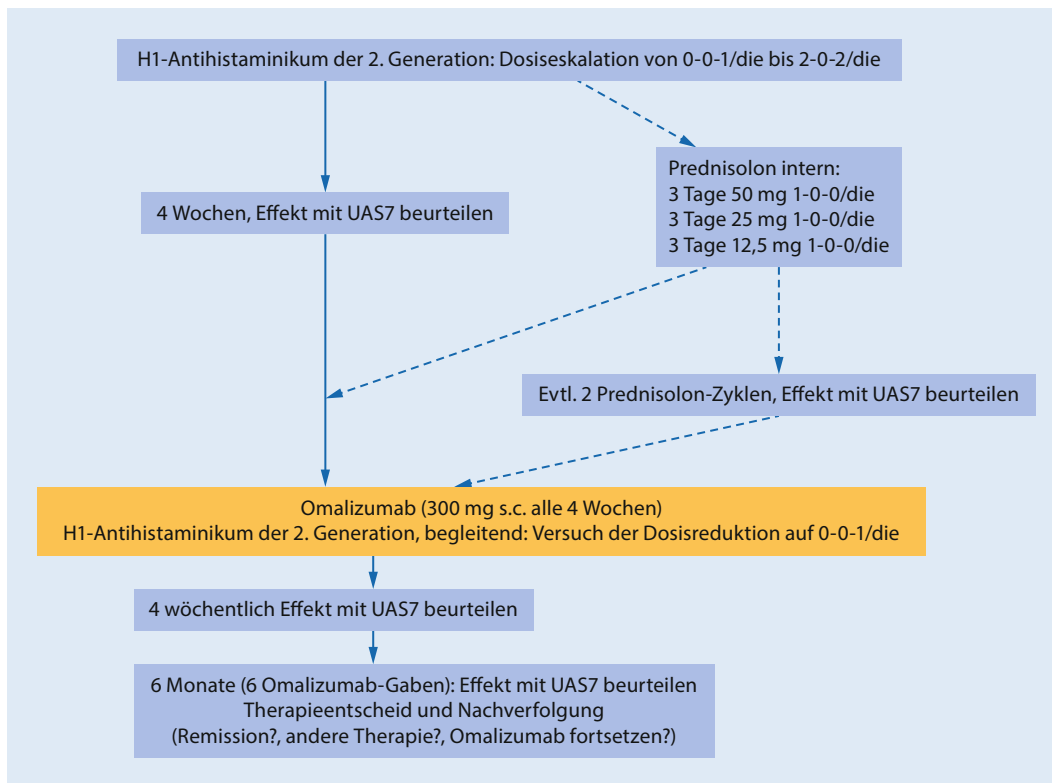 H1-Antihistaminikum der 2. Generation: Dosiseskalation von 0-0-1/die bis 2-0-2/die
Prednisolon intern:
3 Tage 50 mg 1-0-0/die
3 Tage 25 mg 1-0-0/die
3 Tage 12,5 mg 1-0-0/die
4 Wochen, Effekt mit UAS7 beurteilen
Evtl. 2 Prednisolon-Zyklen, Effekt mit UAS7 beurteilen
Omalizumab (300 mg s.c. alle 4 Wochen)
H1-Antihistaminikum der 2. Generation, begleitend: Versuch der Dosisreduktion auf 0-0-1/die
4 wöchentlich Effekt mit UAS7 beurteilen
6 Monate (6 Omalizumab-Gaben): Effekt mit UAS7 beurteilen
Therapieentscheid und Nachverfolgung
(Remission?, andere Therapie?, Omalizumab fortsetzen?)